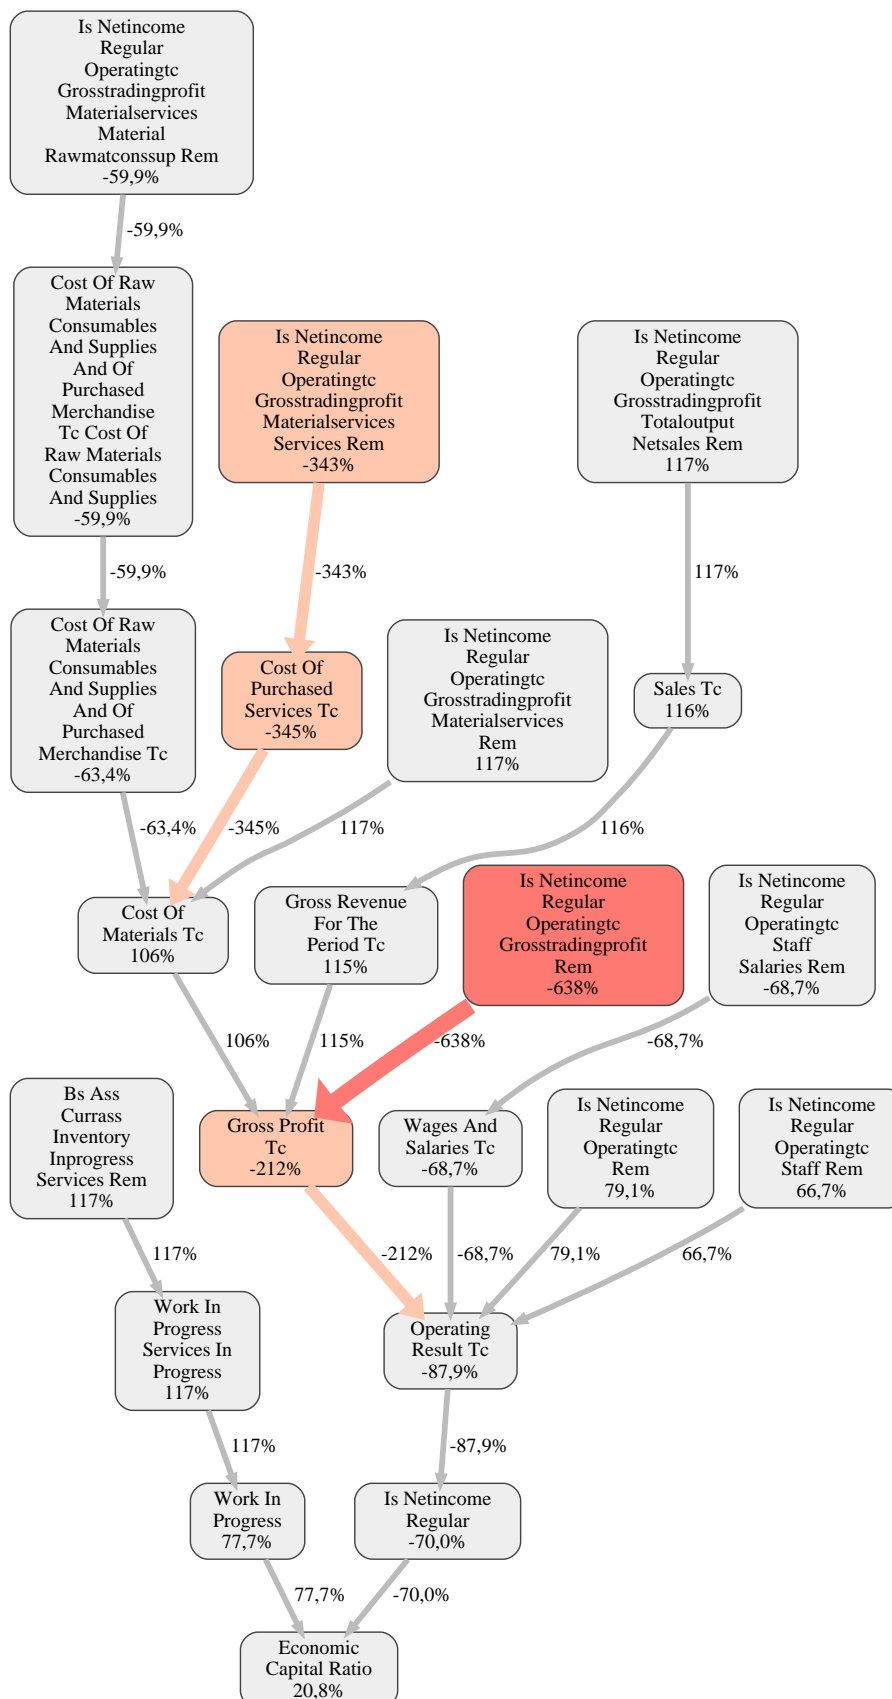 Is Netincome
Regular
Operatingtc
Grosstradingprofit
Materialservices
Material
Rawmatconssup Rem
-59,9%
-59,9%
Cost Of Raw
Materials
Consumables
And Supplies
And Of
Purchased
Merchandise
Tc Cost Of
Raw Materials
Consumables
And Supplies
-59,9%
Is Netincome
Regular
Operatingtc
Grosstradingprofit
Materialservices
Services Rem
-343%
Is Netincome
Regular
Operatingtc
Grosstradingprofit
Totaloutput
Netsales Rem
117%
-59,9%
-343%
117%
Cost Of Raw
Materials
Consumables
And Supplies
And Of
Purchased
Merchandise Tc
-63,4%
Cost Of
Purchased
Services Tc
-345%
Is Netincome
Regular
Operatingtc
Grosstradingprofit
Materialservices
Rem
117%
Sales Tc
116%
-63,4%
-345%
117%
116%
Cost Of
Materials Tc
106%
Gross Revenue
For The
Period Tc
115%
Is Netincome
Regular
Operatingtc
Grosstradingprofit
Rem
-638%
Is Netincome
Regular
Operatingtc
Staff
Salaries Rem
-68,7%
106%
115%
-638%
-68,7%
Bs Ass
Currass
Inventory
Inprogress
Services Rem
117%
Gross Profit
Tc
-212%
Wages And
Salaries Tc
-68,7%
Is Netincome
Regular
Operatingtc
Rem
79,1%
Is Netincome
Regular
Operatingtc
Staff Rem
66,7%
117%
-212%
-68,7%
79,1%
66,7%
Work In
Progress
Services In
Progress
117%
Operating
Result Tc
-87,9%
117%
-87,9%
Work In
Progress
77,7%
Is Netincome
Regular
-70,0%
77,7%
-70,0%
Economic
Capital Ratio
20,8%